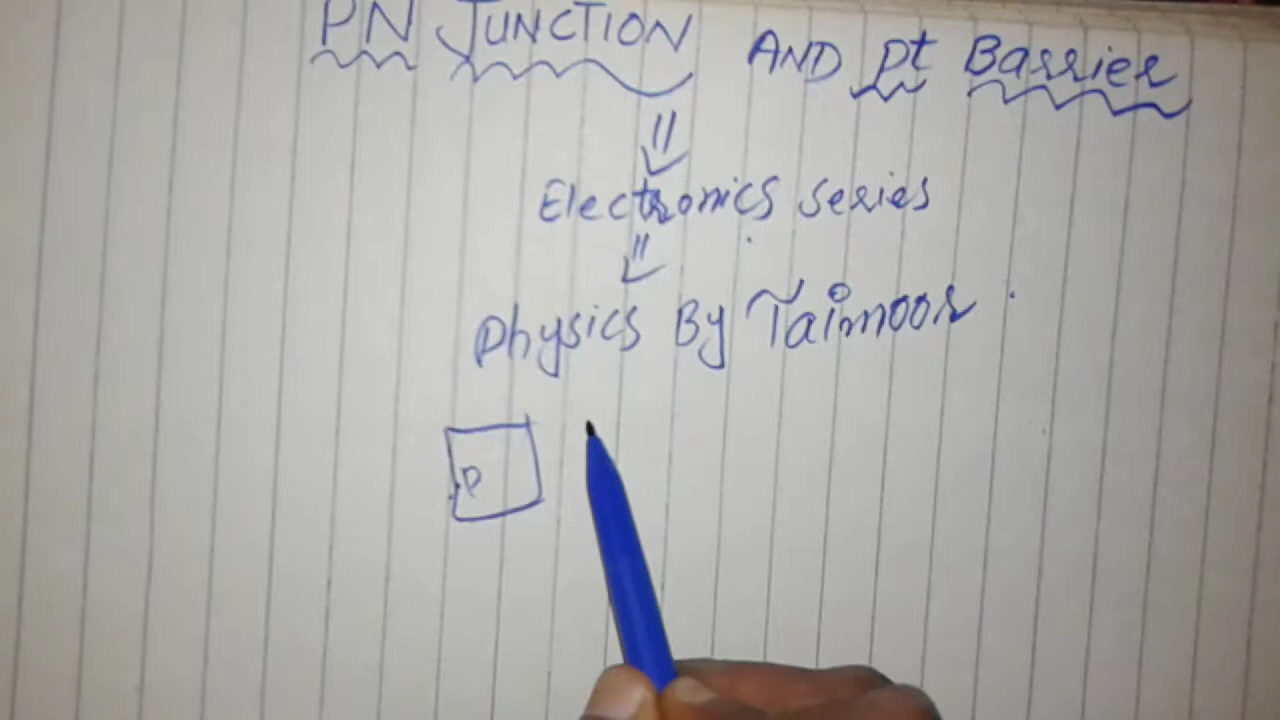 PN JUNCTION AND Pt Barrier
Electronics series
Physics By Taimoor
P